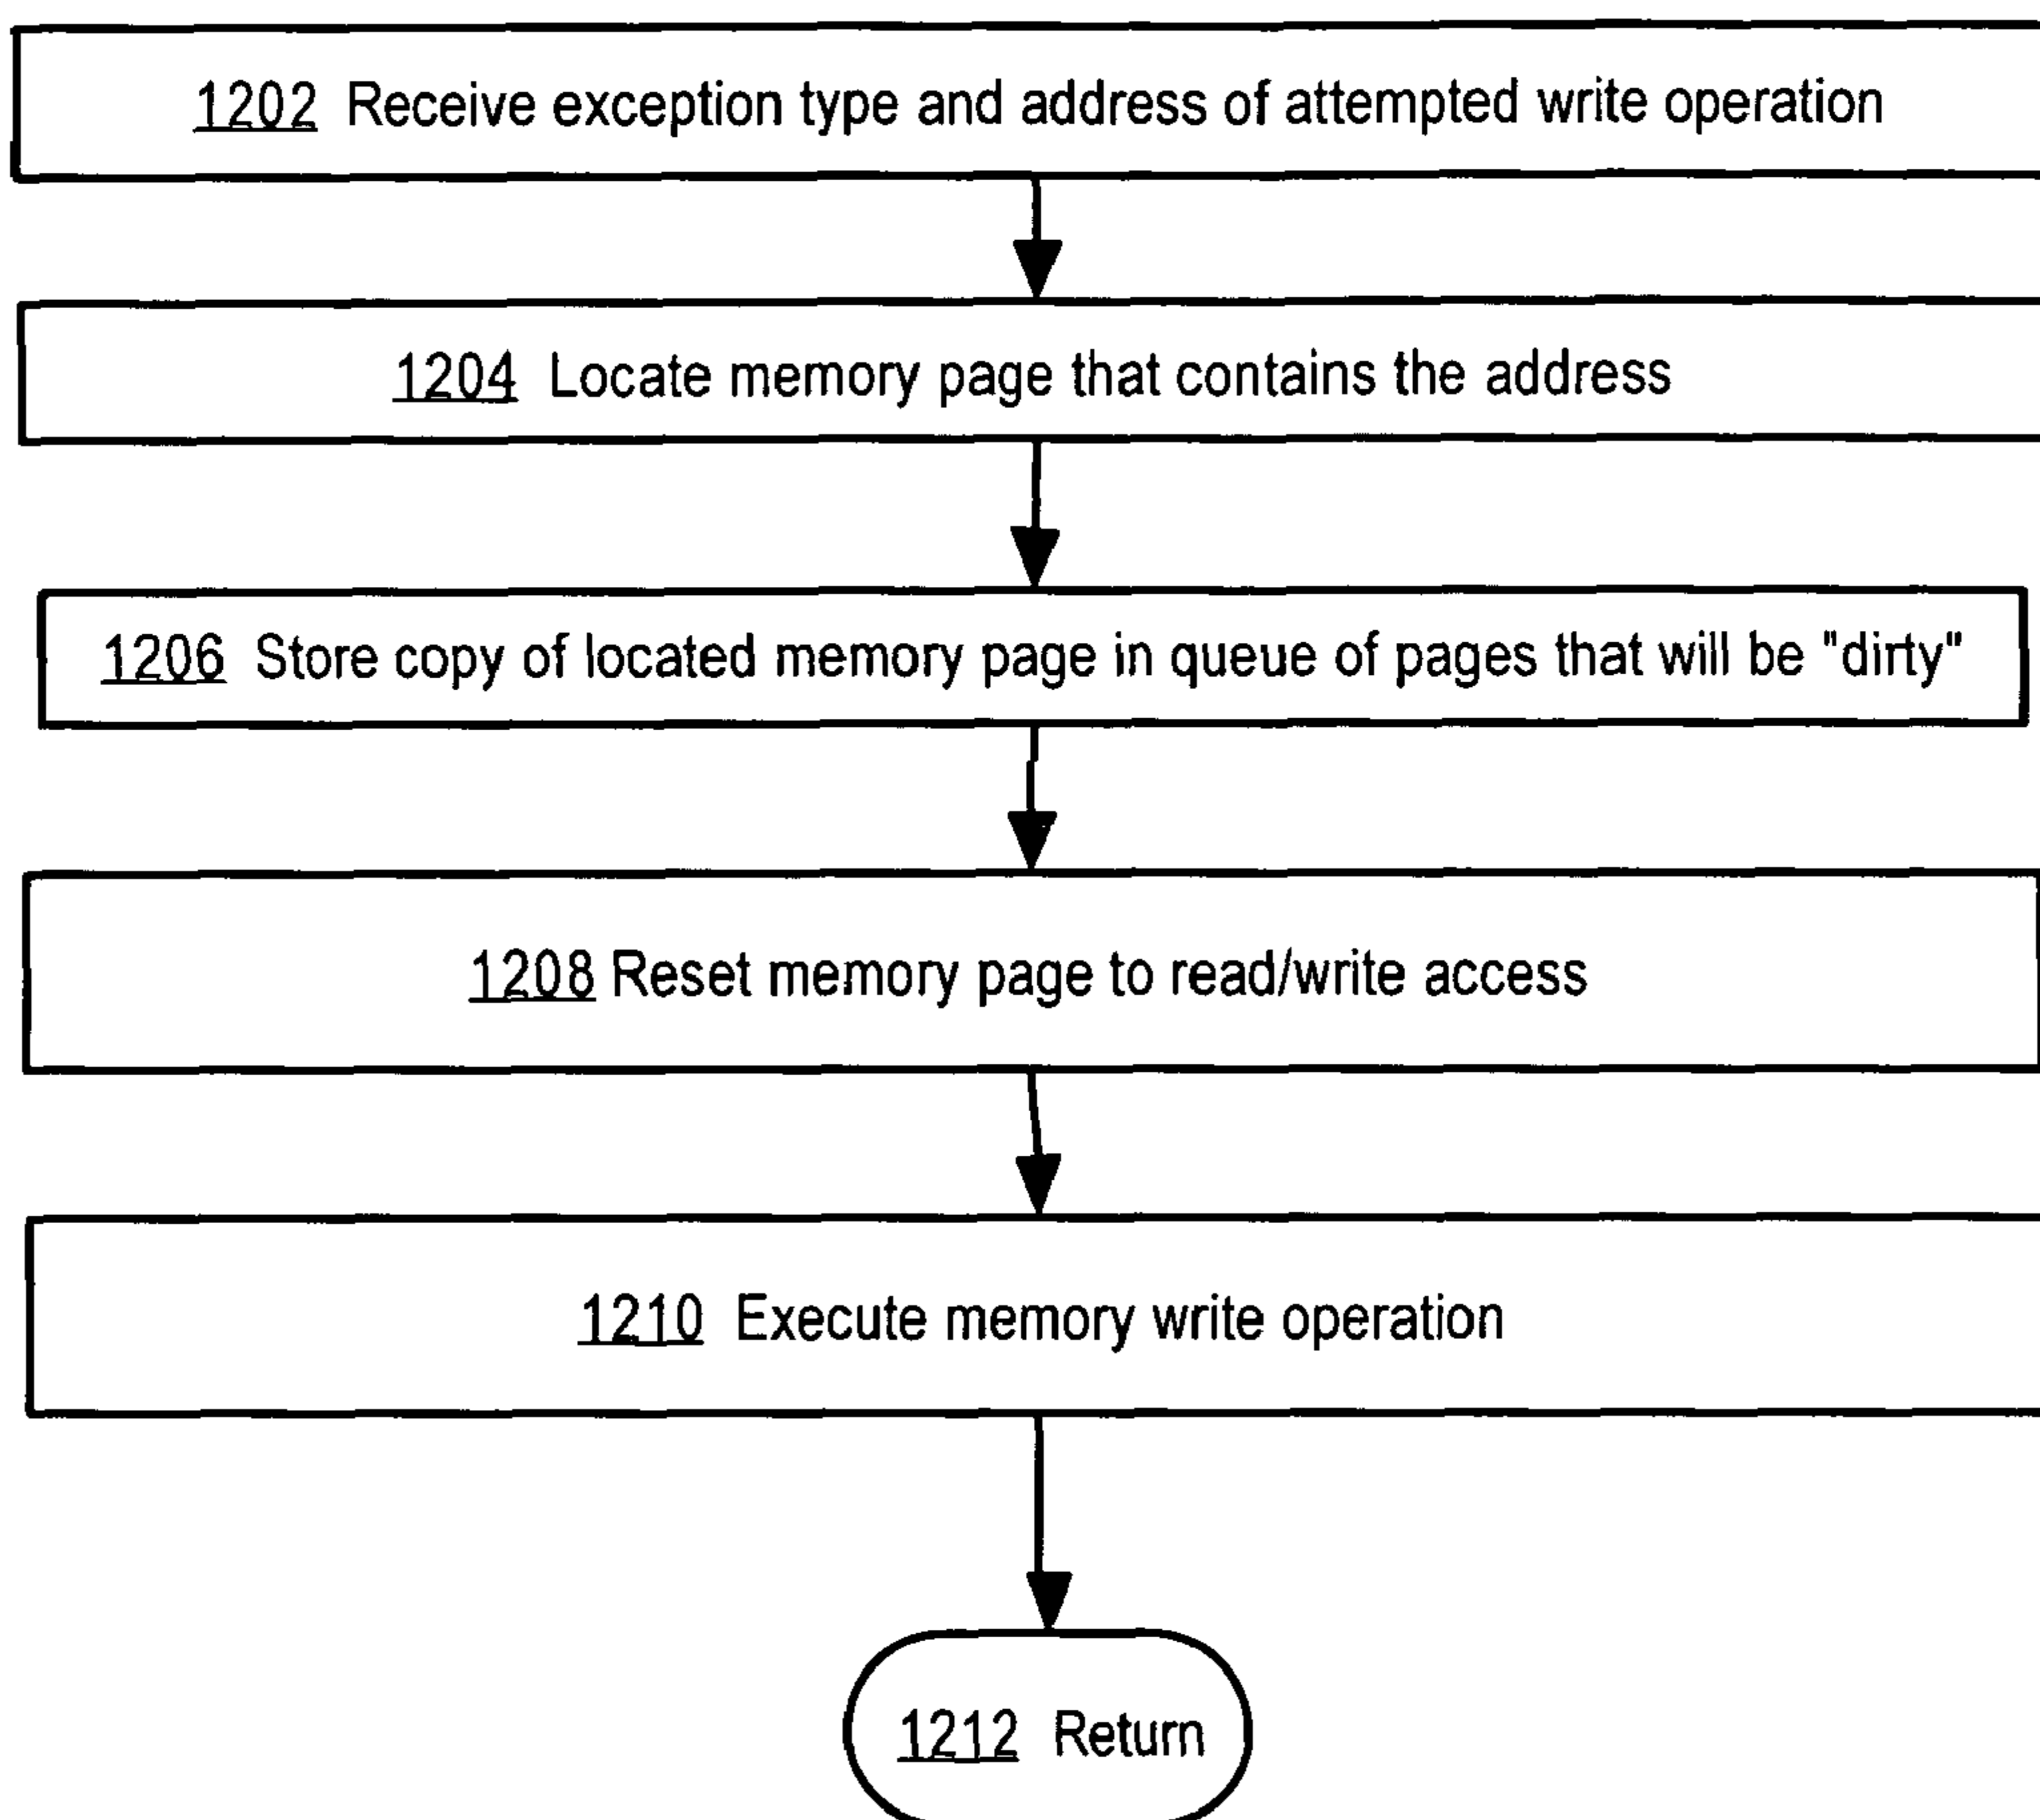 1202 Receive exception type and address of attempted write operation
1204 Locate memory page that contains the address
1206 Store copy of located memory page in queue of pages that will be "dirty"
1208 Reset memory page to read/write access
1210 Execute memory write operation
1212 Return